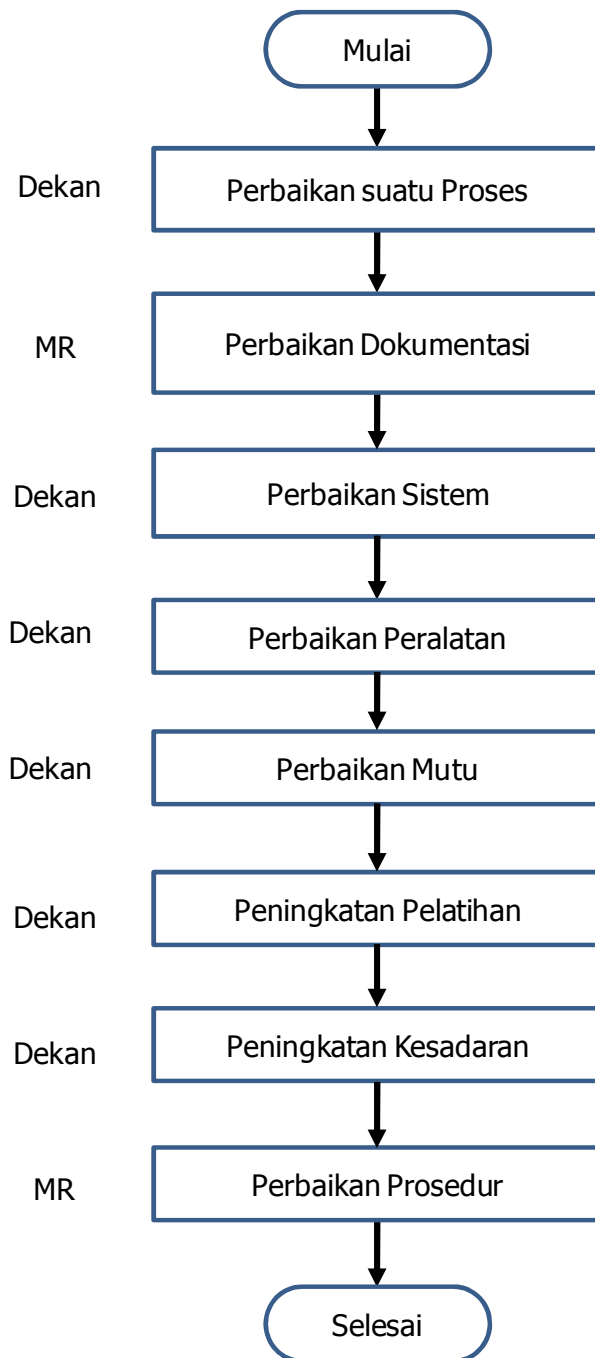 Mulai
Dekan
Perbaikan suatu Proses
MR
Perbaikan Dokumentasi
Dekan
Perbaikan Sistem
Dekan
Perbaikan Peralatan
Dekan
Perbaikan Mutu
Dekan
Peningkatan Pelatihan
Dekan
Peningkatan Kesadaran
MR
Perbaikan Prosedur
Selesai